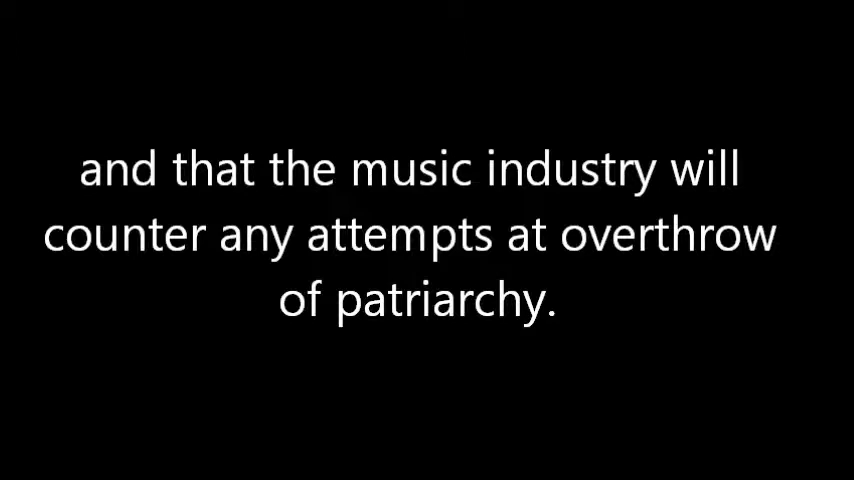 and that the music industry will
counter any attempts at overthrow
of patriarchy.